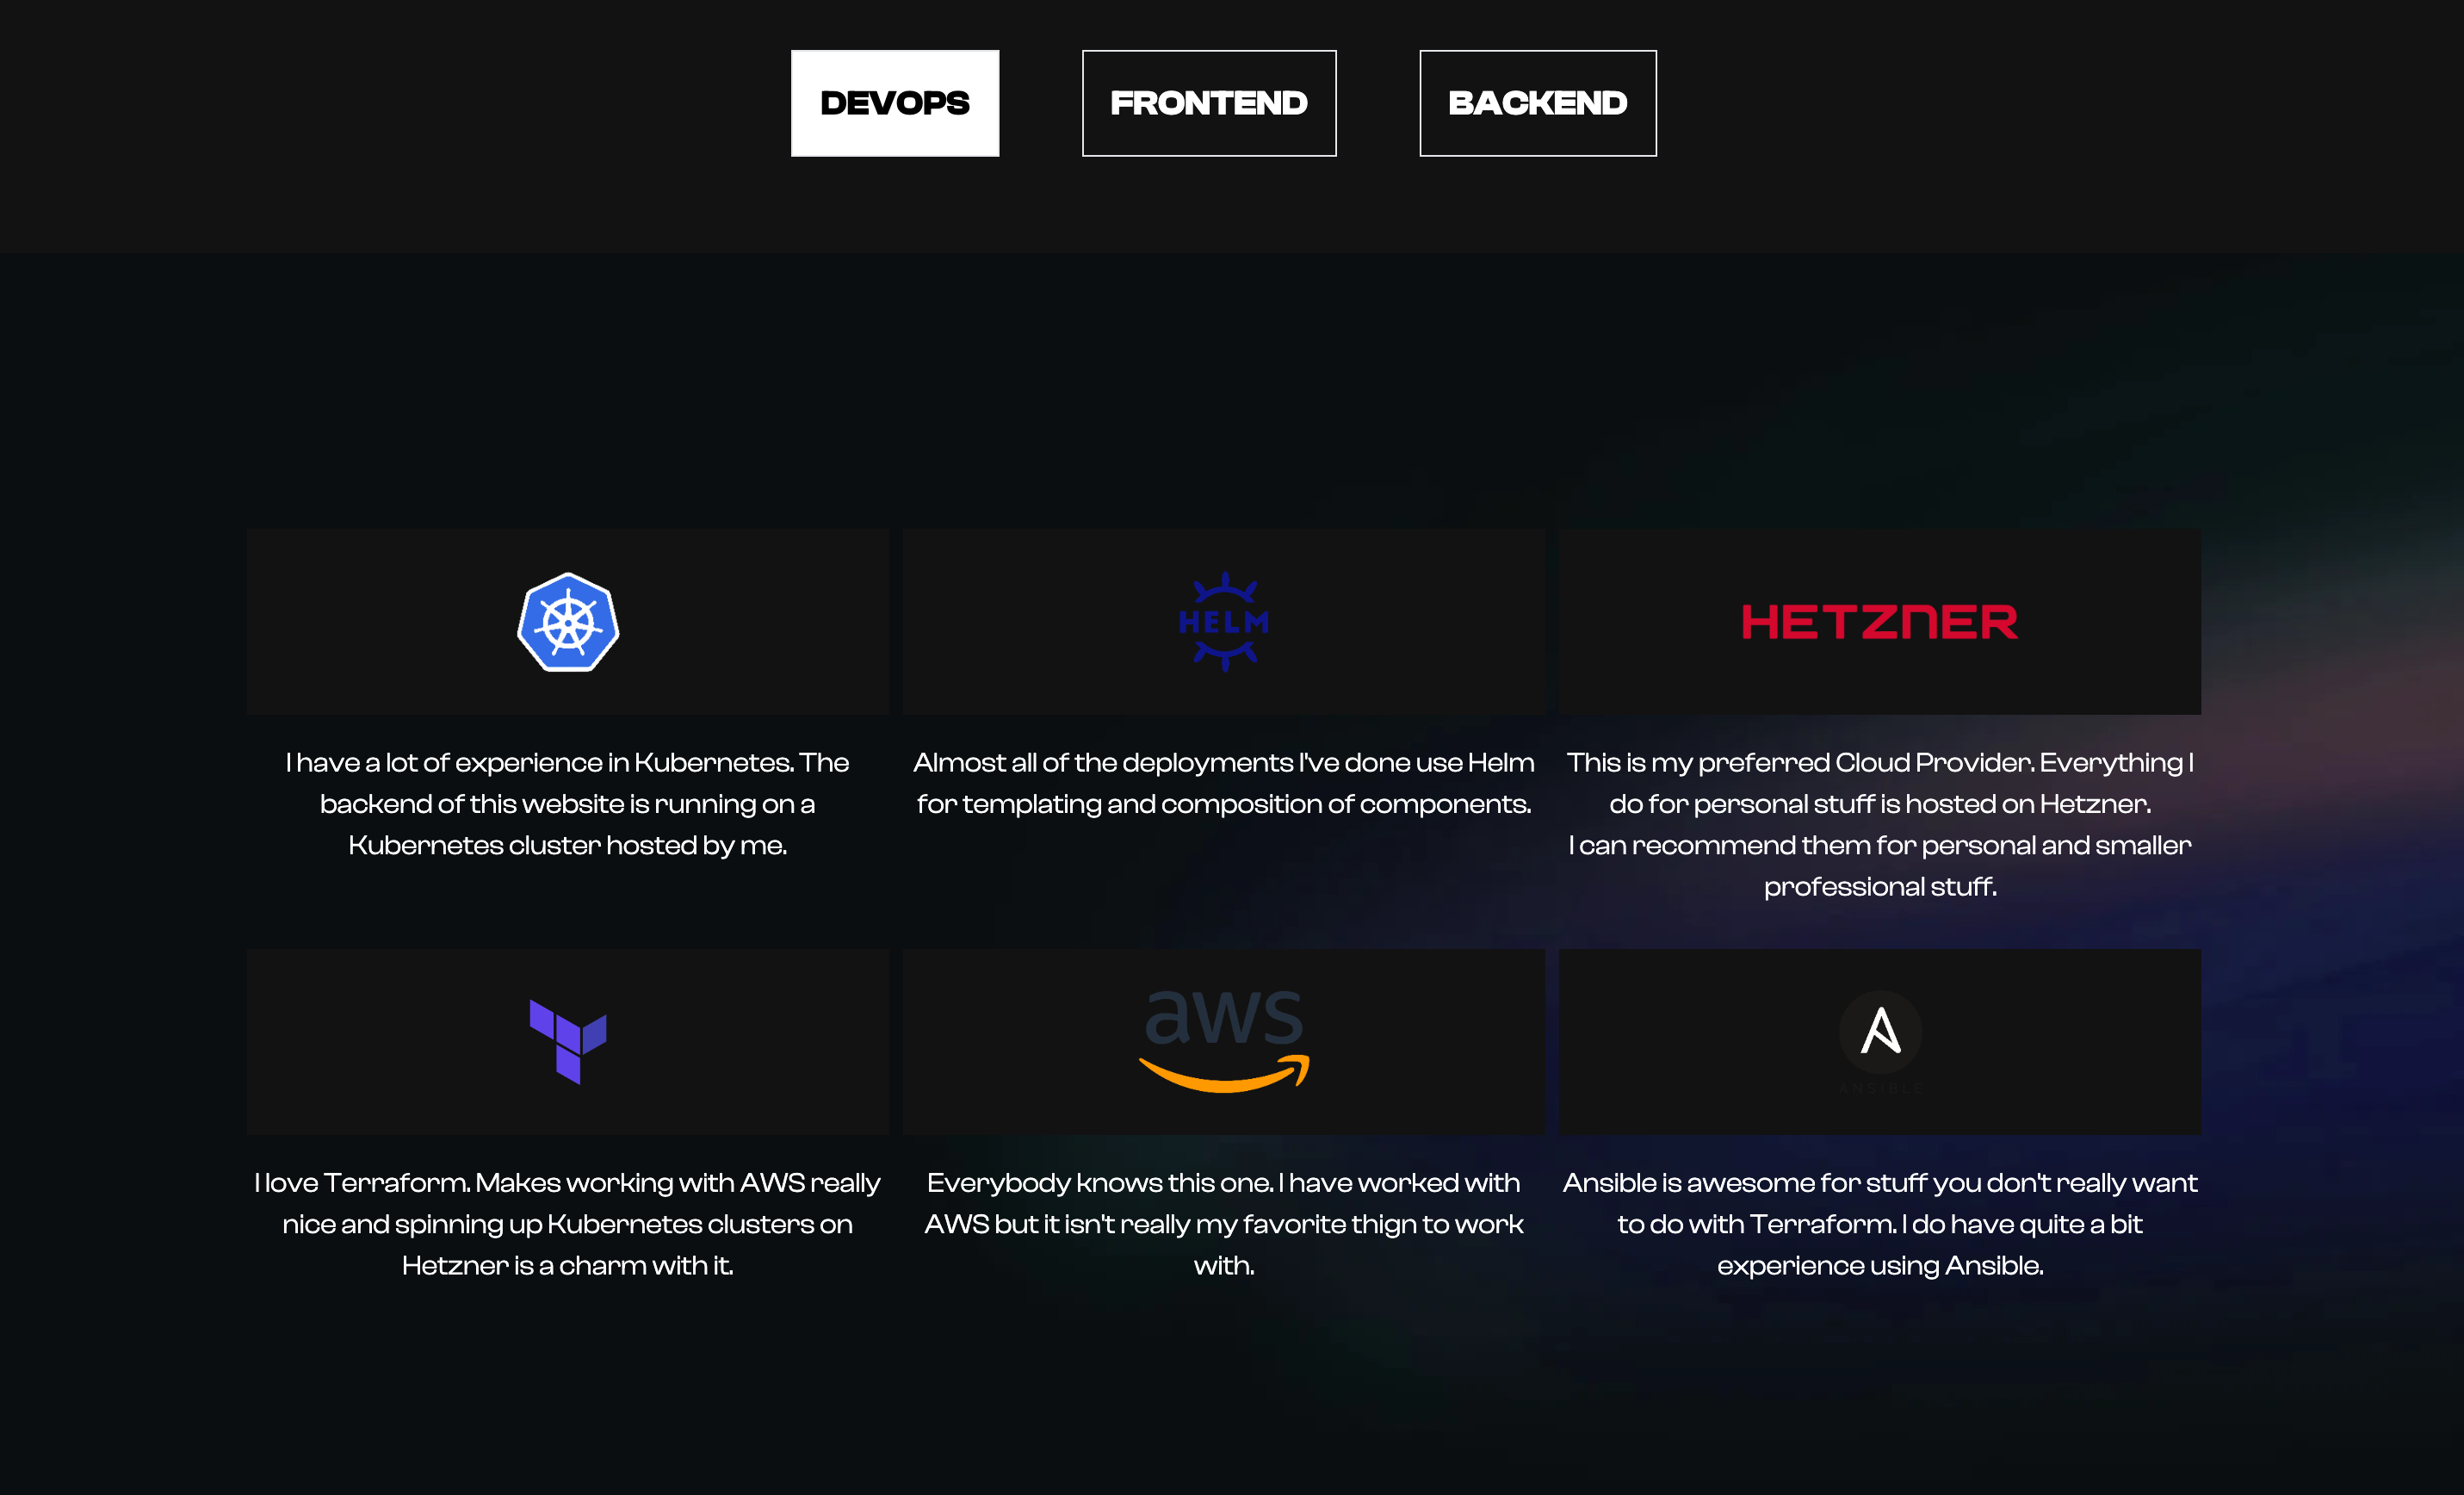 DEVOPS
FRONTEND
BACKEND
HELM
HETZNER
I have a lot of experience in Kubernetes. The
backend of this website is running on a
Kubernetes cluster hosted by me.
Almost all of the deployments I've done use Helm
for templating and composition of components.
This is my preferred Cloud Provider. Everything I
do for personal stuff is hosted on Hetzner.
I can recommend them for personal and smaller
professional stuff.
aws
A
ANSIBLE
I love Terraform. Makes working with AWS really
nice and spinning up Kubernetes clusters on
Hetzner is a charm with it.
Everybody knows this one. I have worked with
AWS but it isn't really my favorite thign to work
with.
Ansible is awesome for stuff you don't really want
to do with Terraform. I do have quite a bit
experience using Ansible.